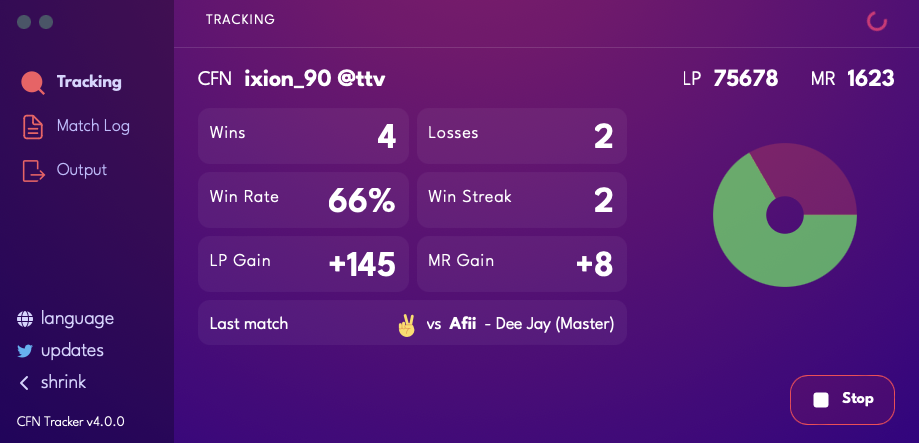 TRACKING
Tracking
Match Log
Output
language
updates
shrink
CFN Tracker v4.0.0
CFN ixion_90 @ttv
LP 75678 MR 1623
Wins 4
Losses 2
Win Rate 66%
Win Streak 2
LP Gain +145
MR Gain +8
Last match ✌ vs Afii - Dee Jay (Master)
Stop